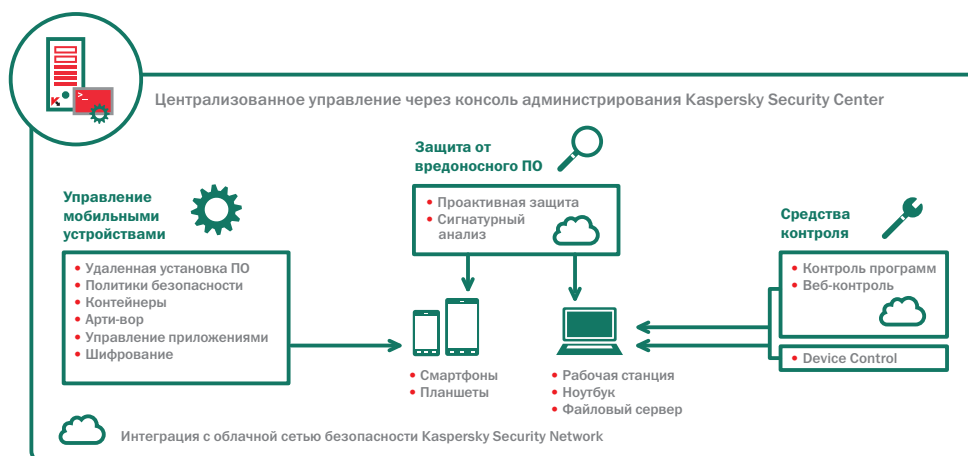 Централизованное управление через консоль администрирования Kaspersky Security Center
Защита от
вредоносного ПО
• Проактивная защита
• Сигнатурный
анализ
Управление
мобильными
устройствами
• Удаленная установка ПО
• Политики безопасности
• Контейнеры
• Арти-вор
• Управление приложениями
• Шифрование
Средства
контроля
• Контроль программ
• Веб-контроль
• Device Control
• Смартфоны
• Планшеты
• Рабочая станция
• Ноутбук
• Файловый сервер
Интеграция с облачной сетью безопасности Kaspersky Security Network